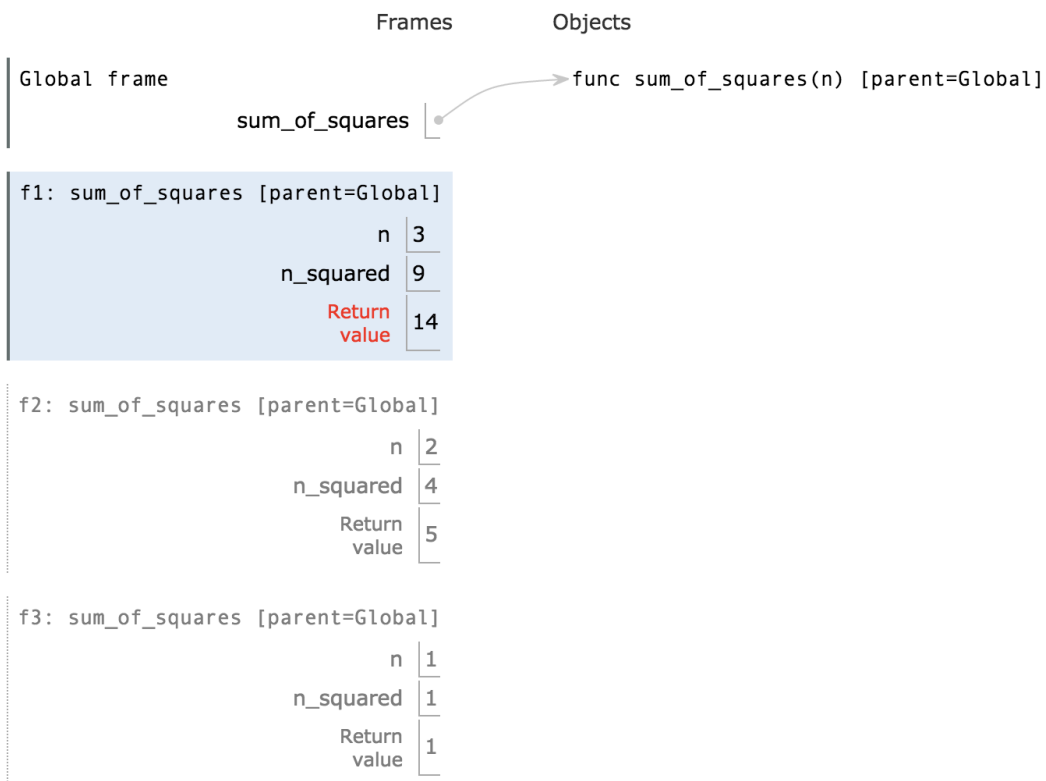 Frames Objects
Global frame
func sum_of_squares(n) [parent=Global]
sum_of_squares
f1: sum_of_squares [parent=Global]
n 3
n_squared 9
Return
value 14
f2: sum_of_squares [parent=Global]
n 2
n_squared 4
Return
value 5
f3: sum_of_squares [parent=Global]
n 1
n_squared 1
Return
value 1